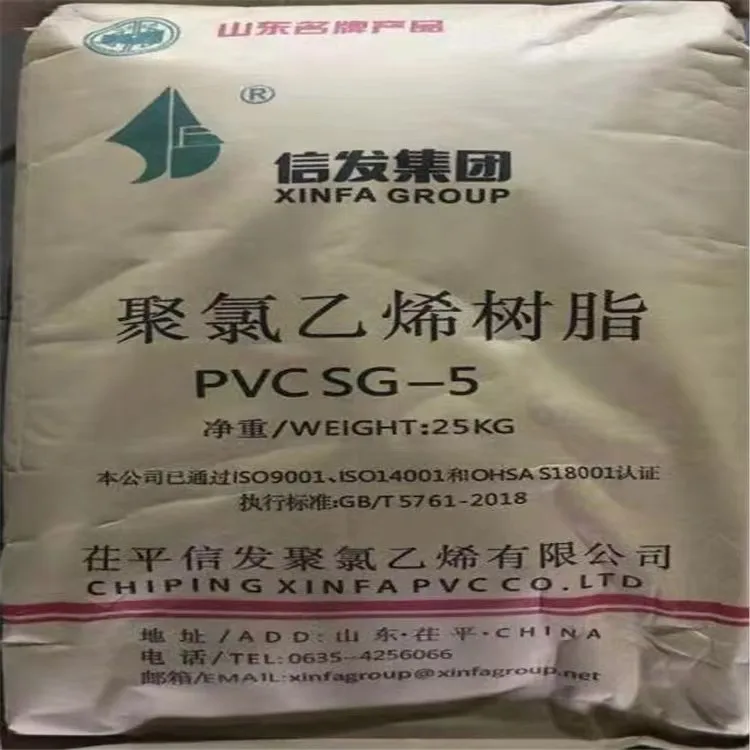 山东名牌产品
®
信发集团
XINFA GROUP
聚氯乙烯树脂
PVC SG-5
净重/WEIGHT:25KG
本公司已通过ISO9001、ISO14001和OHSA S18001认证
执行标准:GB/T 5761-2018
茌平信发聚氯乙烯有限公司
CHIPING XINFA PVC CO.LTD
地址/ADD:山东·茌平·CHINA
电话/TEL:0635-4256066
邮箱/EMAIL:xinfagroup@xinfagroup.net